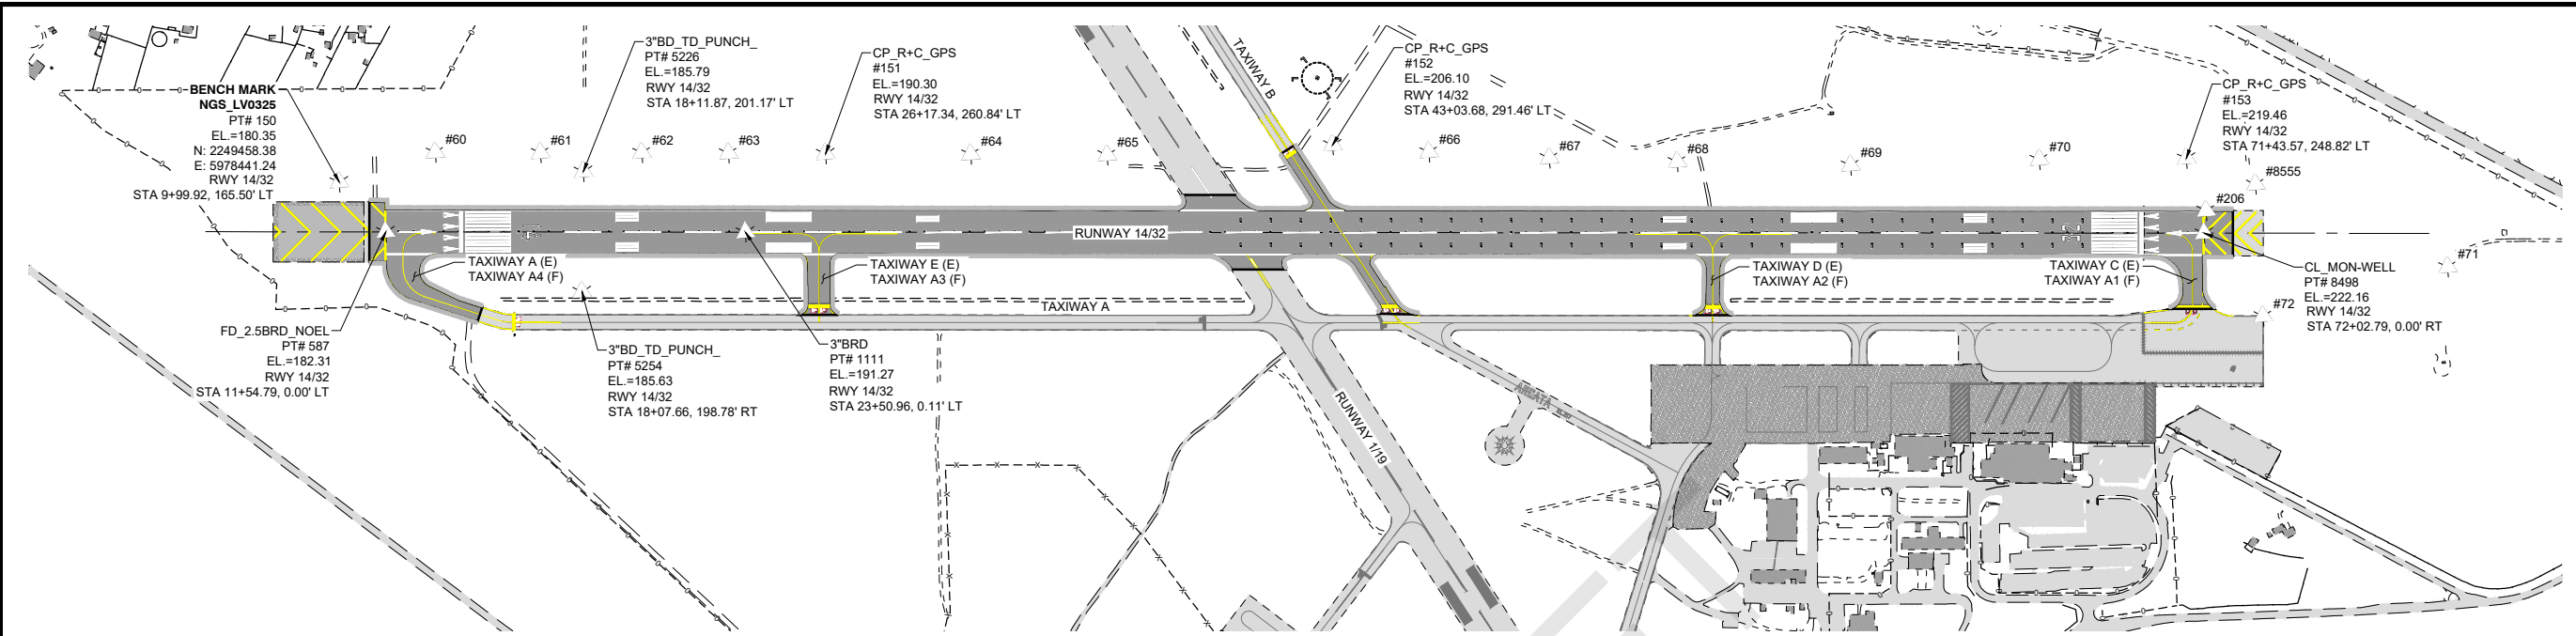 BENCH MARK
NGS_LV0325
PT# 150
EL.=180.35
N: 2249458.38
E: 5978441.24
RWY 14/32
STA 9+99.92, 165.50' LT
3"BD_TD_PUNCH_
PT# 5226
EL.=185.79
RWY 14/32
STA 18+11.87, 201.17' LT
CP_R+C_GPS
#151
EL.=190.30
RWY 14/32
STA 26+17.34, 260.84' LT
TAXIWAY B
CP_R+C_GPS
#152
EL.=206.10
RWY 14/32
STA 43+03.68, 291.46' LT
CP_R+C_GPS
#153
EL.=219.46
RWY 14/32
STA 71+43.57, 248.82' LT
#60
#61
#62
#63
#64
#65
#66
#67
#68
#69
#70
#8555
#206
RUNWAY 14/32
TAXIWAY A (E)
TAXIWAY A4 (F)
TAXIWAY E (E)
TAXIWAY A3 (F)
TAXIWAY D (E)
TAXIWAY A2 (F)
TAXIWAY C (E)
TAXIWAY A1 (F)
#71
#72
TAXIWAY A
FD_2.5BRD_NOEL
PT# 587
EL.=182.31
RWY 14/32
STA 11+54.79, 0.00' LT
3"BD_TD_PUNCH_
PT# 5254
EL.=185.63
RWY 14/32
STA 18+07.66, 198.78' RT
3"BRD
PT# 1111
EL.=191.27
RWY 14/32
STA 23+50.96, 0.11' LT
CL_MON-WELL
PT# 8498
EL.=222.16
RWY 14/32
STA 72+02.79, 0.00' RT
RUNWAY 1/19
ARCATA